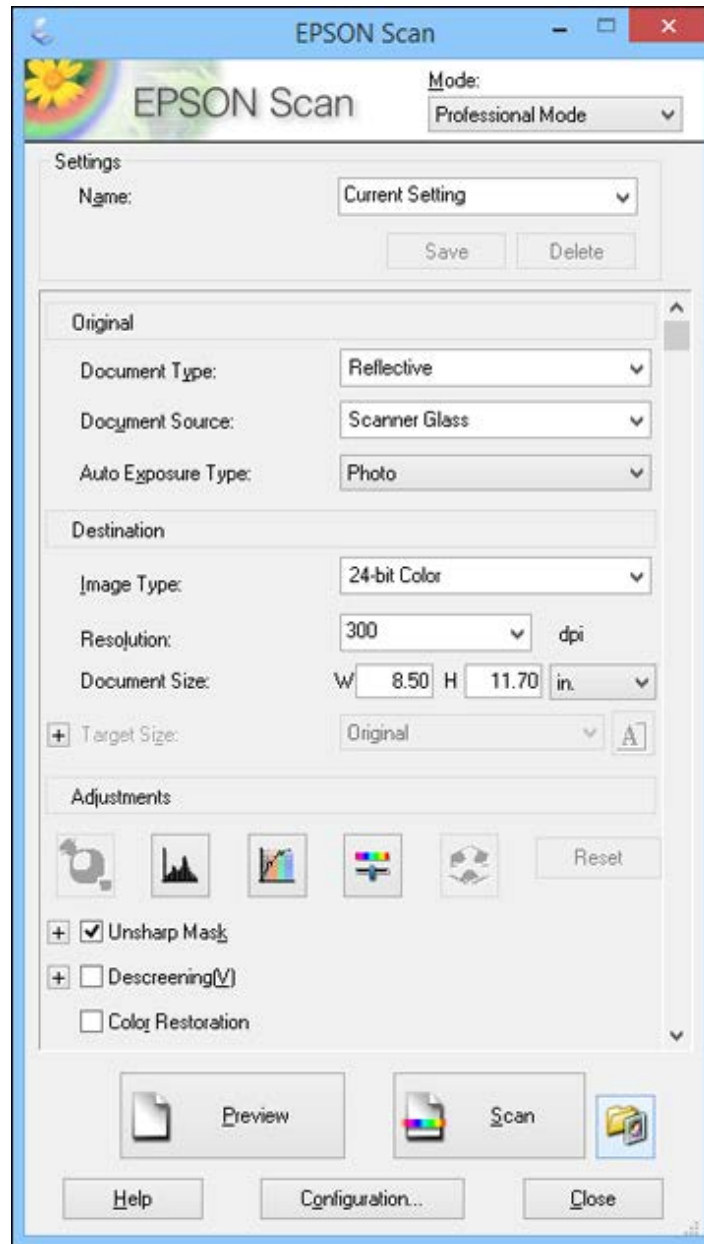 EPSON Scan
EPSON Scan
Mode:
Professional Mode
Settings
Name: Current Setting
Save Delete
Original
Document Type: Reflective
Document Source: Scanner Glass
Auto Exposure Type: Photo
Destination
Image Type: 24-bit Color
Resolution: 300 dpi
Document Size: W 8.50 H 11.70 in.
Target Size: Original A
Adjustments
Reset
Unsharp Mask
Descreening(V)
Color Restoration
Preview Scan
Help Configuration... Close